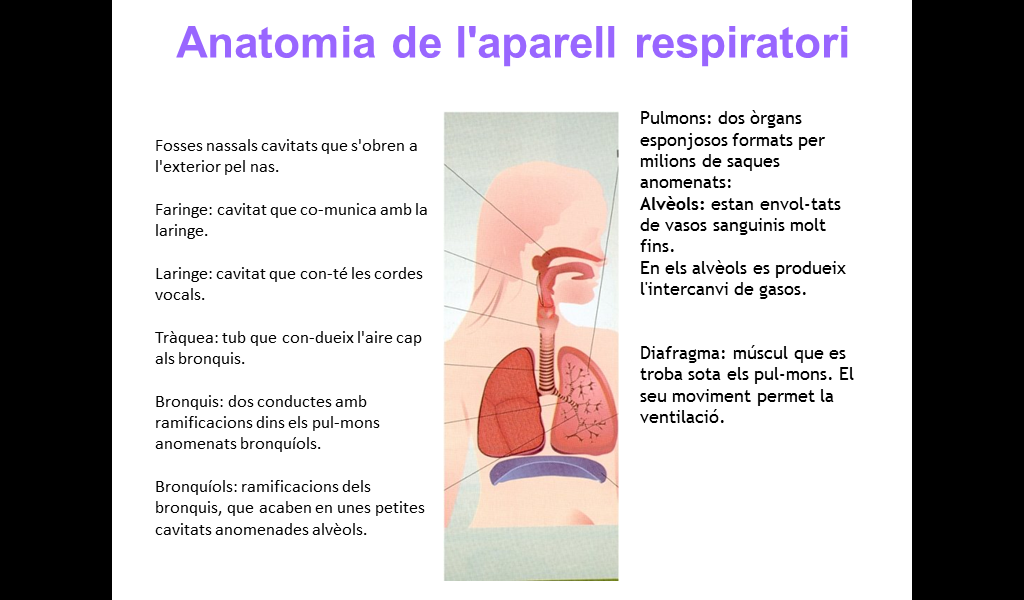 Anatomia de l'aparell respiratori
Fosses nassals cavitats que s'obren a
l'exterior pel nas.
Faringe: cavitat que co-munica amb la
laringe.
Laringe: cavitat que con-té les cordes
vocals.
Tràquea: tub que con-dueix l'aire cap
als bronquis.
Bronquis: dos conductes amb
ramificacions dins els pul-mons
anomenats bronquíols.
Bronquíols: ramificacions dels
bronquis, que acaben en unes petites
cavitats anomenades alvèols.
Pulmons: dos òrgans
esponjosos formats per
milions de saques
anomenats:
Alvèols: estan envol-tats
de vasos sanguinis molt
fins.
En els alvèols es produeix
l'intercanvi de gasos.
Diafragma: múscul que es
troba sota els pul-mons. El
seu moviment permet la
ventilació.